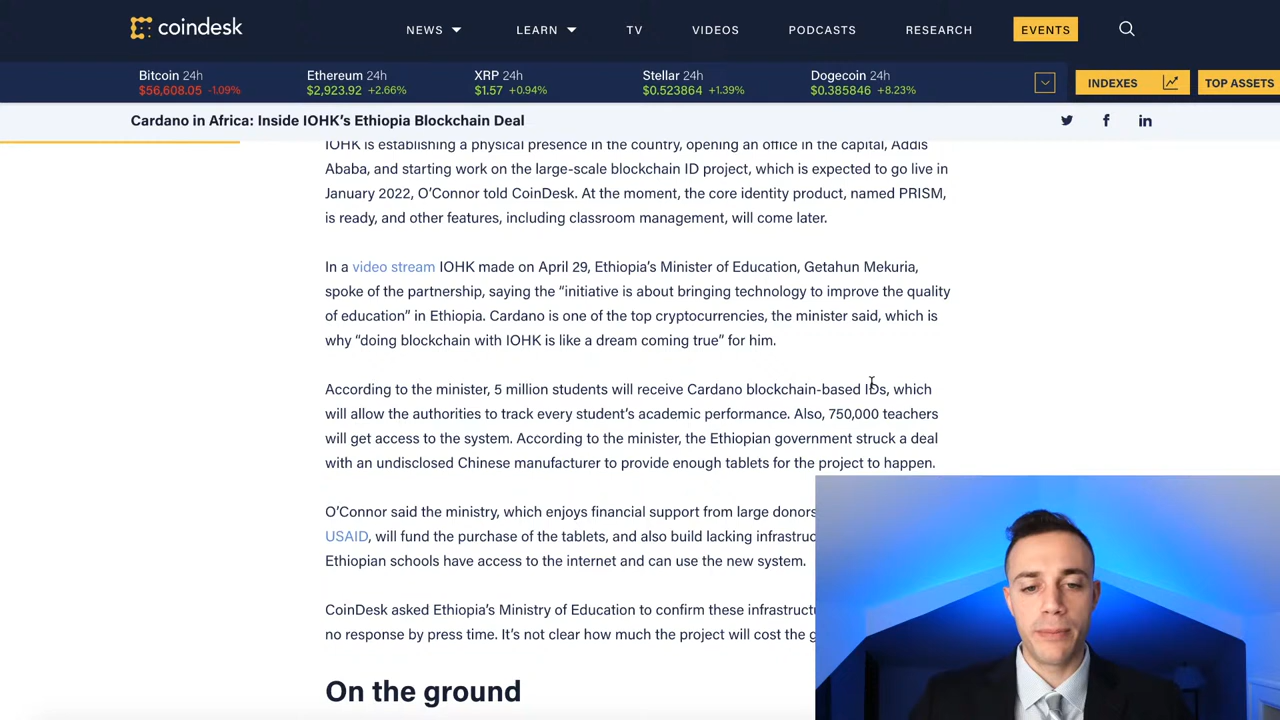 coindesk
NEWS LEARN TV VIDEOS PODCASTS RESEARCH EVENTS
Bitcoin 24h Ethereum 24h XRP 24h Stellar 24h Dogecoin 24h
$56,608.05 -1.09% $2,923.92 +2.66% $1.57 +0.94% $0.523864 +1.39% $0.385846 +8.23%
INDEXES TOP ASSETS
Cardano in Africa: Inside IOHK's Ethiopia Blockchain Deal
IOHK is establishing a physical presence in the country, opening an office in the capital, Addis
Ababa, and starting work on the large-scale blockchain ID project, which is expected to go live in
January 2022, O'Connor told CoinDesk. At the moment, the core identity product, named PRISM,
is ready, and other features, including classroom management, will come later.
In a video stream IOHK made on April 29, Ethiopia's Minister of Education, Getahun Mekuria,
spoke of the partnership, saying the “initiative is about bringing technology to improve the quality
of education” in Ethiopia. Cardano is one of the top cryptocurrencies, the minister said, which is
why “doing blockchain with IOHK is like a dream coming true” for him.
According to the minister, 5 million students will receive Cardano blockchain-based IDs, which
will allow the authorities to track every student's academic performance. Also, 750,000 teachers
will get access to the system. According to the minister, the Ethiopian government struck a deal
with an undisclosed Chinese manufacturer to provide enough tablets for the project to happen.
O'Connor said the ministry, which enjoys financial support from large donors
USAID, will fund the purchase of the tablets, and also build lacking infrastruc
Ethiopian schools have access to the internet and can use the new system.
CoinDesk asked Ethiopia's Ministry of Education to confirm these infrastructu
no response by press time. It's not clear how much the project will cost the g
On the ground